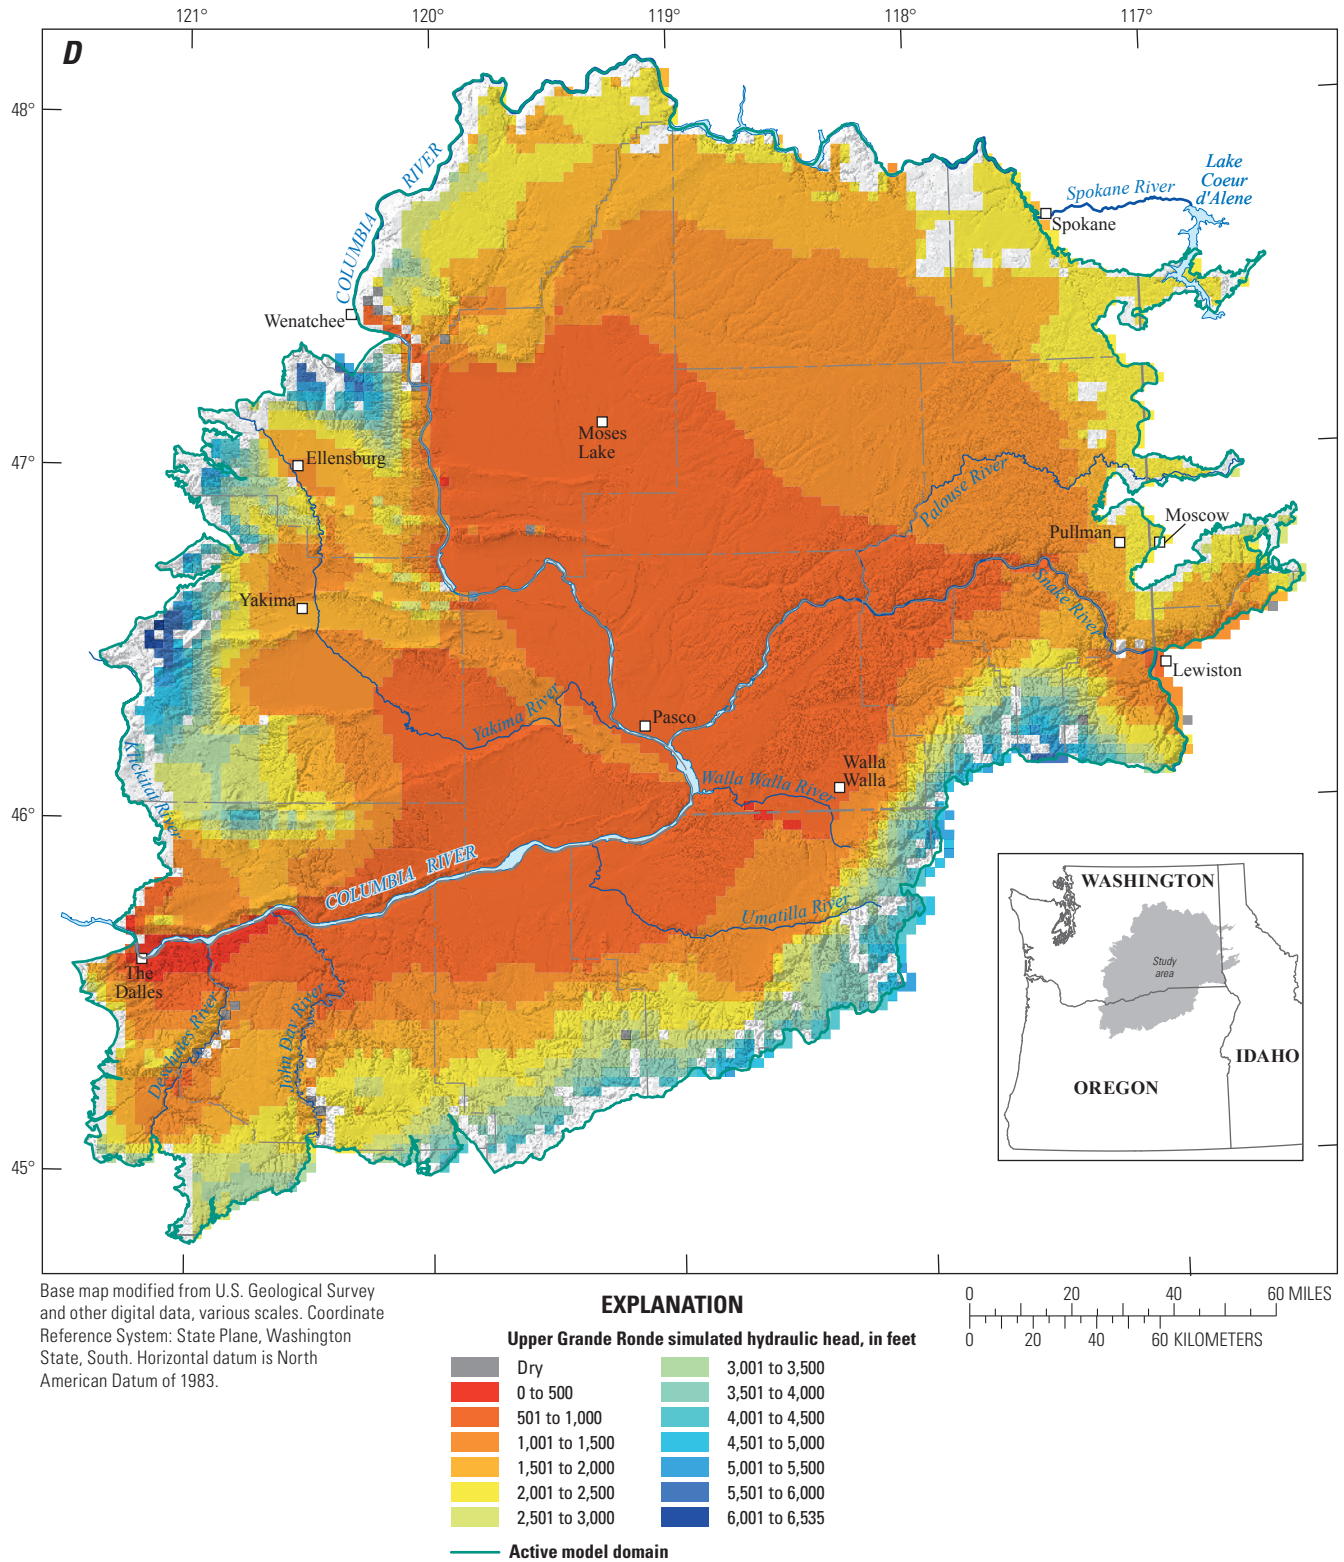 121°
120°
119°
118°
117°
D
48°
47°
46°
45°
COLUMBIA RIVER
Lake
Coeur
d'Alene
Spokane River
Spokane
Wenatchee
Moses
Lake
Ellensburg
Palouse River
Pullman
Moscow
Snake River
Yakima
Lewiston
Yakima River
Pasco
Klickitat River
Walla
Walla
Walla Walla River
COLUMBIA RIVER
Umatilla River
The
Dalles
Deschutes River
John Day River
WASHINGTON
Study
area
IDAHO
OREGON
Base map modified from U.S. Geological Survey
and other digital data, various scales. Coordinate
Reference System: State Plane, Washington
State, South. Horizontal datum is North
American Datum of 1983.
0 20 40 60 MILES
0 20 40 60 KILOMETERS
EXPLANATION
Upper Grande Ronde simulated hydraulic head, in feet
Dry
0 to 500
501 to 1,000
1,001 to 1,500
1,501 to 2,000
2,001 to 2,500
2,501 to 3,000
3,001 to 3,500
3,501 to 4,000
4,001 to 4,500
4,501 to 5,000
5,001 to 5,500
5,501 to 6,000
6,001 to 6,535
Active model domain